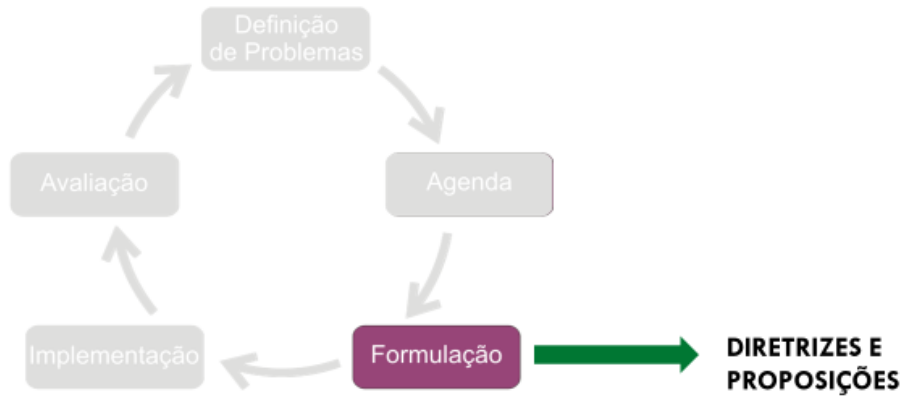 Definição
de Problemas
Avaliação
Agenda
Implementação
Formulação
DIRETRIZES E
PROPOSIÇÕES